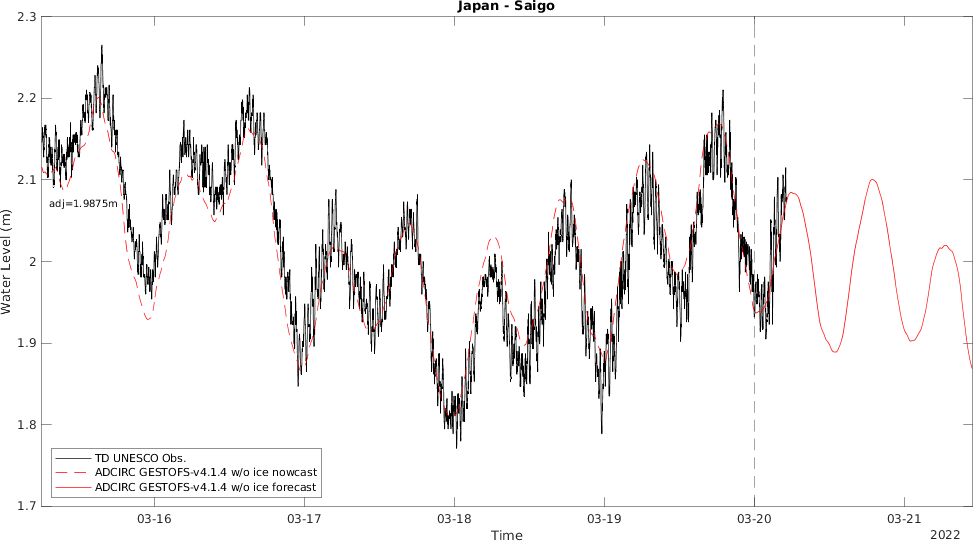 Japan - Saigo
2.3
2.2
2.1
adj=1.9875m
2
1.9
1.8
1.7
Water Level (m)
TD UNESCO Obs.
ADCIRC GESTOFS-v4.1.4 w/o ice nowcast
ADCIRC GESTOFS-v4.1.4 w/o ice forecast
03-16 03-17 03-18 03-19 03-20 03-21
Time
2022